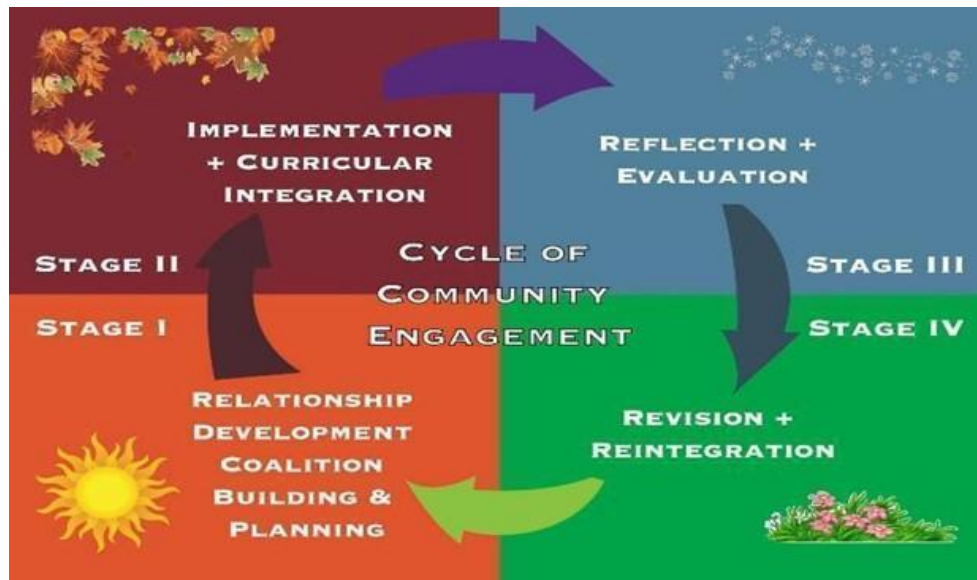 IMPLEMENTATION
+ CURRICULAR
INTEGRATION
REFLECTION +
EVALUATION
STAGE II
CYCLE OF
COMMUNITY
ENGAGEMENT
STAGE III
STAGE I
STAGE IV
RELATIONSHIP
DEVELOPMENT
COALITION
BUILDING &
PLANNING
REVISION +
REINTEGRATION